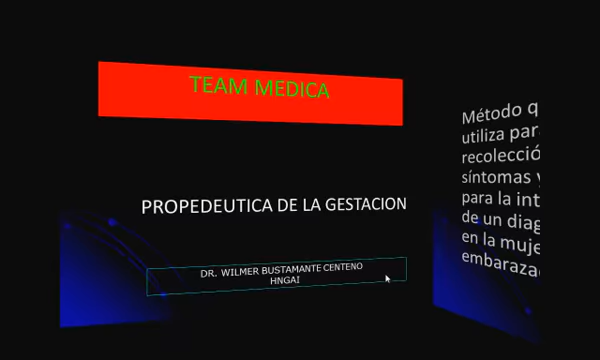 TEAM MEDICA
PROPEDEUTICA DE LA GESTACION
DR. WILMER BUSTAMANTE CENTENO
HNGAI
Método q
utiliza par
recolecció
síntomas y
para la int
de un diag
en la muje
embaraza